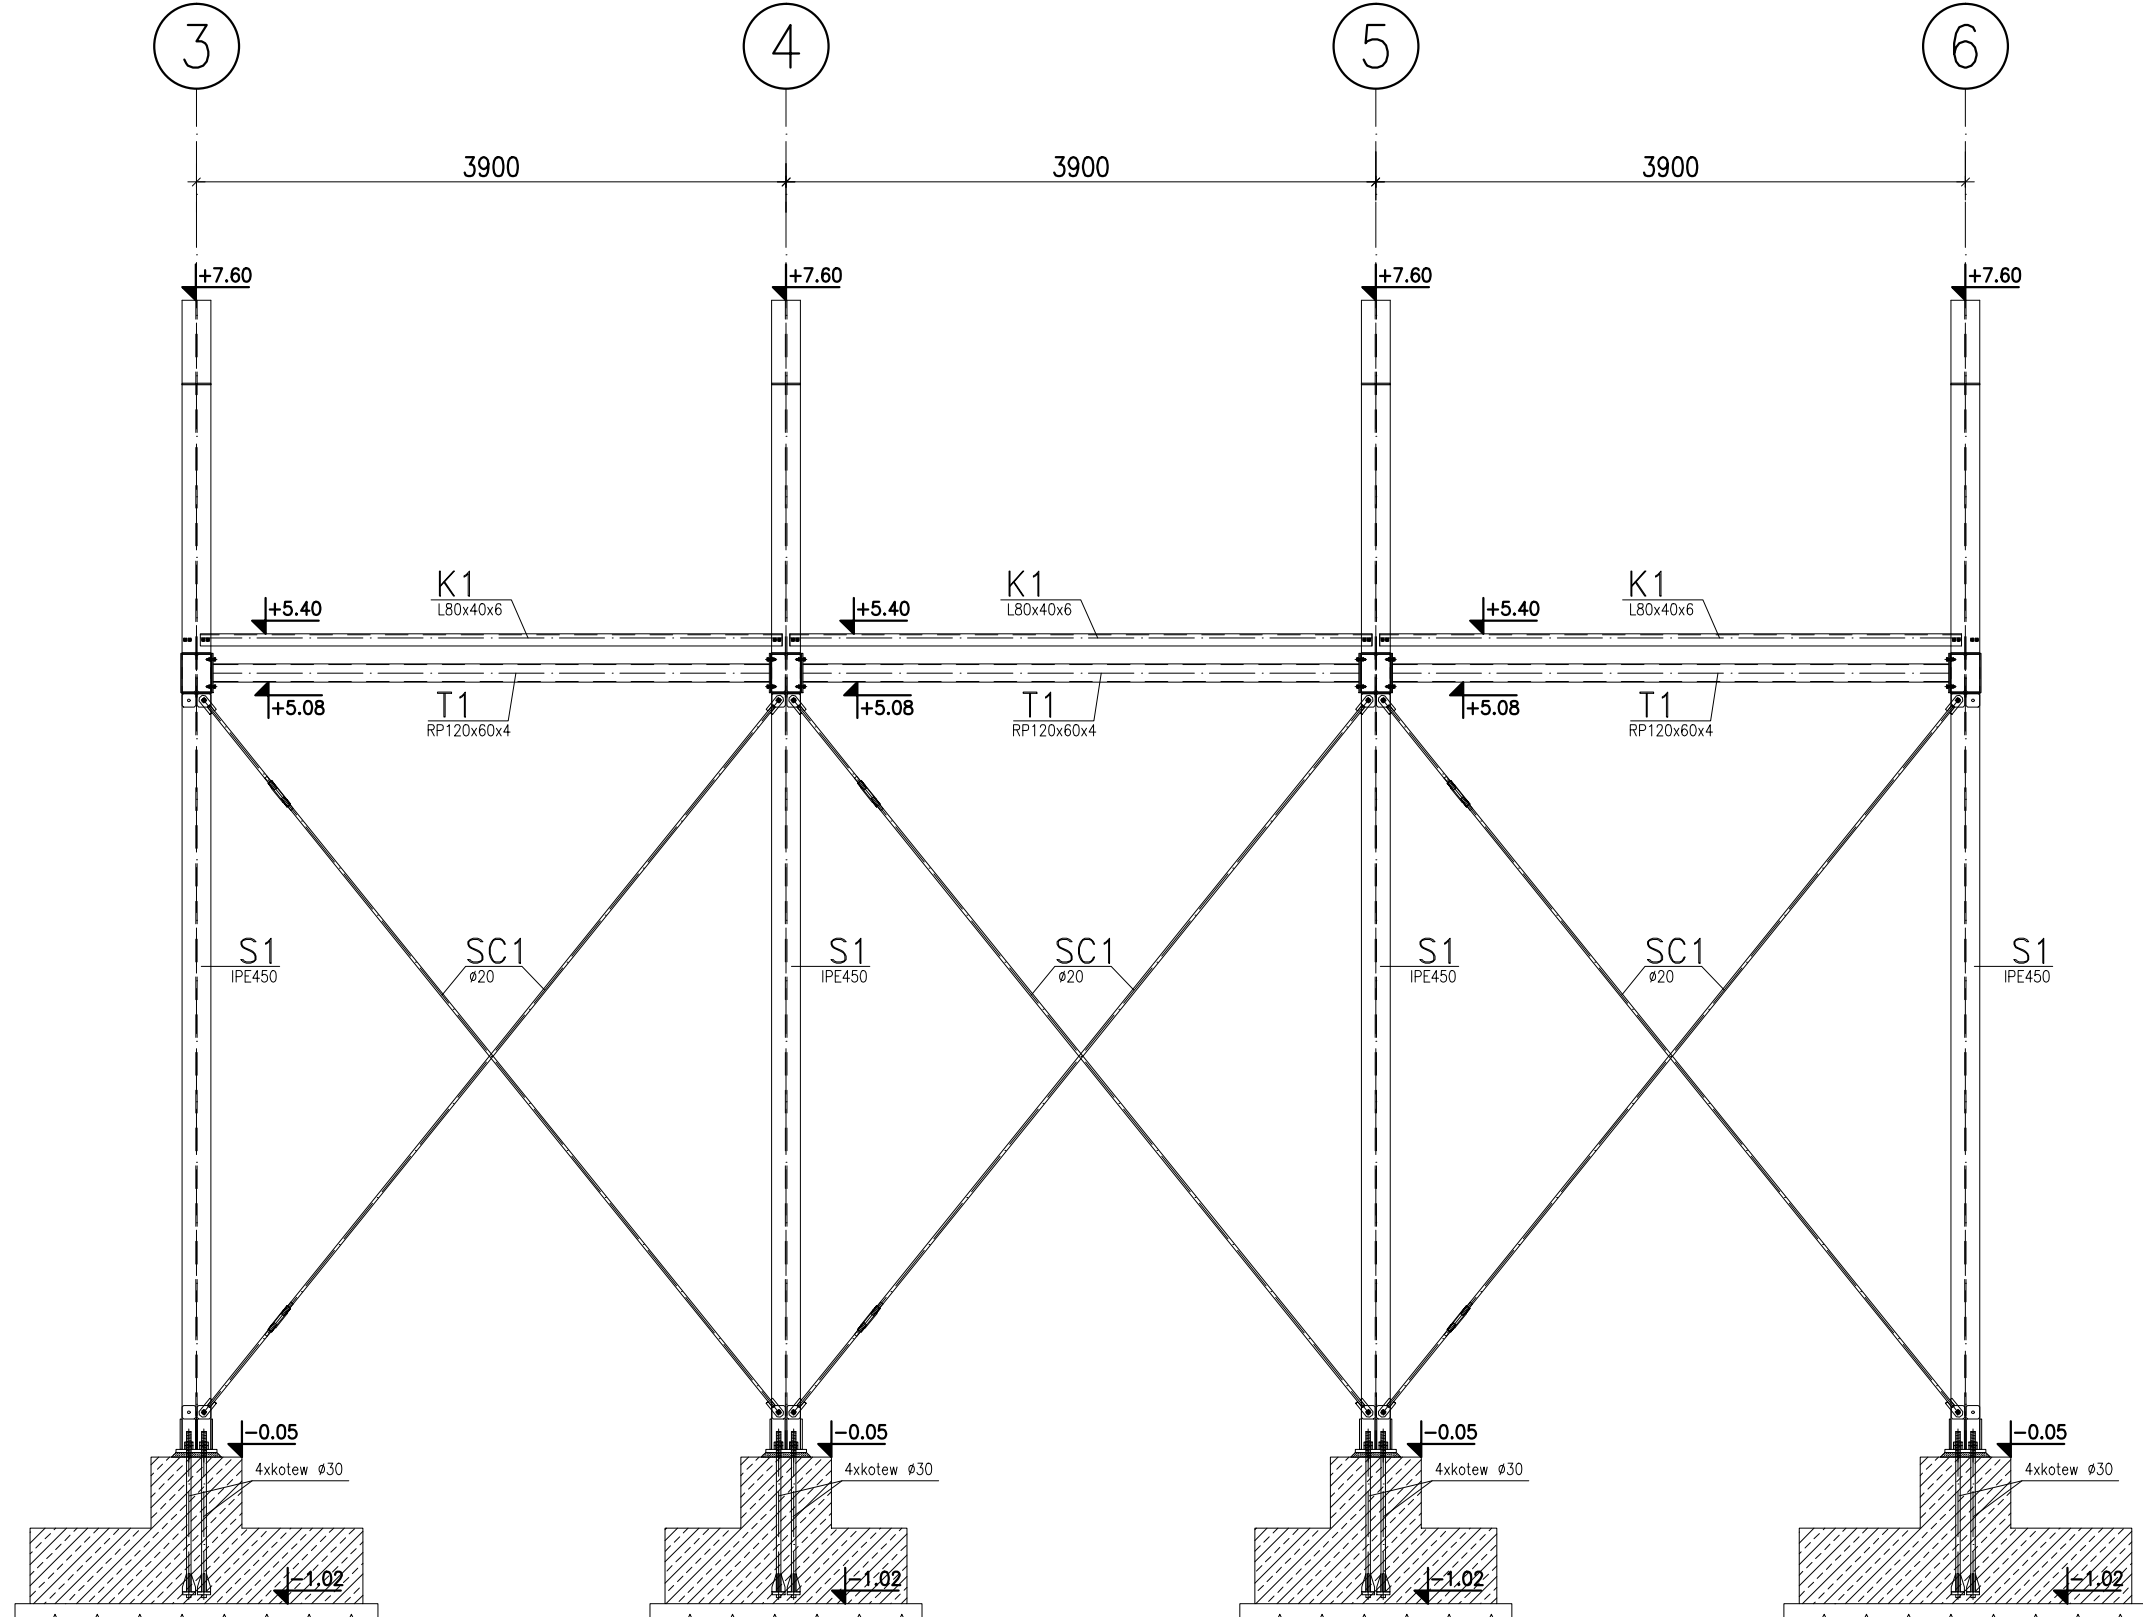 3 4 5 6
3900 3900 3900
+7.60 +7.60 +7.60 +7.60
K1 K1 K1
L80x40x6 L80x40x6 L80x40x6
+5.40 +5.40 +5.40
+5.08 +5.08 +5.08
T1 T1 T1
RP120x60x4 RP120x60x4 RP120x60x4
S1 SC1 S1 SC1 S1 SC1 S1
IPE450 ø20 IPE450 ø20 IPE450 ø20 IPE450
-0.05 -0.05 -0.05 -0.05
4xkotew ø30 4xkotew ø30 4xkotew ø30 4xkotew ø30
-1.02 -1.02 -1.02 -1.02